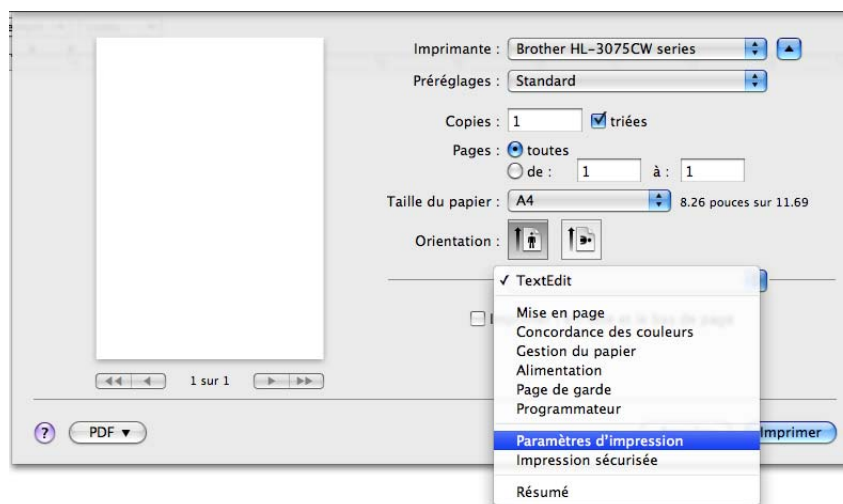 Imprimante : Brother HL-3075CW series
Préréglages : Standard
Copies : 1 triées
Pages : toutes
de : 1 à : 1
Taille du papier : A4 8.26 pouces sur 11.69
Orientation :
✓ TextEdit
Mise en page
Concordance des couleurs
Gestion du papier
Alimentation
Page de garde
Programmateur
Paramètres d'impression
Impression sécurisée
Résumé
1 sur 1
? PDF ▼
Imprimer